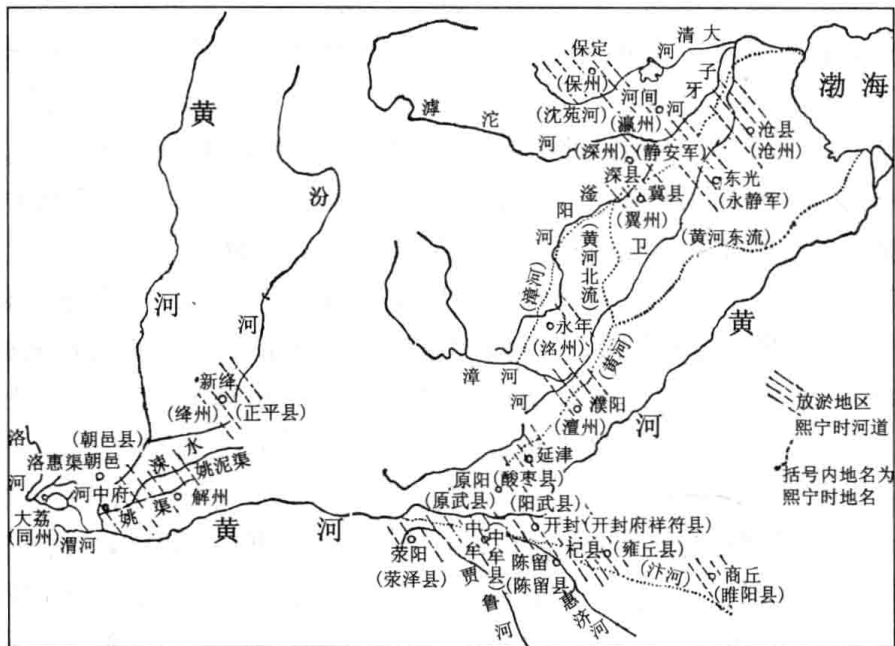 黄河
汾河
保定
(保州)
大清河
子牙河
渤海
(沈苑河)
河间
(瀛州)
滹沱河
沧县
(沧州)
(深州)
(静安军)
深县
冀县
(翼州)
东光
(永静军)
滏阳河
(黄河北流)
卫河
(黄河东流)
(漳河)
永年
(洺州)
漳河
(黄河)
黄河
濮阳
(澶州)
新绛
(绛州)
(正平县)
(朝邑县)
洛河
洛惠渠
朝邑
涑水
姚泥渠
河中府
姚渠
解州
大荔
(同州)
渭河
黄河
延津
(酸枣县)
原阳
(原武县)
(阳武县)
中牟
(中牟县)
开封(开封府祥符县)
杞县
(雍丘县)
荥阳
(荥泽县)
贾鲁河
陈留
(陈留县)
惠济河
(汴河)
商丘
(睢阳县)
放淤地区
熙宁时河道
括号内地名为
熙宁时地名